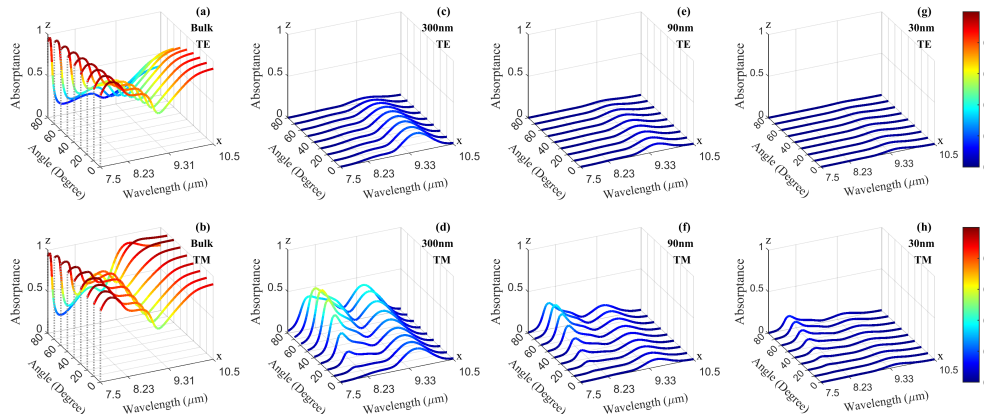 (a)
Bulk
TE
z
1
0.5
0
Absorptance
80
60
40
20
0
Angle (Degree)
7.5
8.23
9.31
10.5
x
Wavelength (μm)
(c)
300nm
TE
z
1
0.5
0
Absorptance
80
60
40
20
0
Angle (Degree)
7.5
8.23
9.33
10.5
x
Wavelength (μm)
(e)
90nm
TE
z
1
0.5
0
Absorptance
80
60
40
20
0
Angle (Degree)
7.5
8.23
9.33
10.5
x
Wavelength (μm)
(g)
30nm
TE
z
1
0.5
0
Absorptance
80
60
40
20
0
Angle (Degree)
7.5
8.23
9.33
10.5
x
Wavelength (μm)
(b)
Bulk
TM
z
1
0.5
0
Absorptance
80
60
40
20
0
Angle (Degree)
7.5
8.23
9.31
10.5
x
Wavelength (μm)
(d)
300nm
TM
z
1
0.5
0
Absorptance
80
60
40
20
0
Angle (Degree)
7.5
8.23
9.33
10.5
x
Wavelength (μm)
(f)
90nm
TM
z
1
0.5
0
Absorptance
80
60
40
20
0
Angle (Degree)
7.5
8.23
9.33
10.5
x
Wavelength (μm)
(h)
30nm
TM
z
1
0.5
0
Absorptance
80
60
40
20
0
Angle (Degree)
7.5
8.23
9.33
10.5
x
Wavelength (μm)